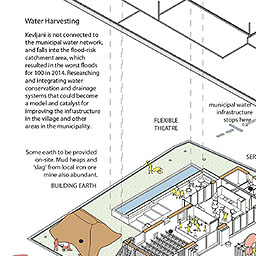 Water Harvesting
Kevljani is not connected to
the municipal water network,
and falls into the flood-risk
catchment area, which
resulted in the worst floods
for 100 in 2014. Researching
and integrating water
conservation and drainage
systems that could become
a model and catalyst for
improving the infrastructure
in the village and other
areas in the municipality.
municipal water
infrastructure
stops here
FLEXIBLE
THEATRE
Some earth to be provided
on-site. Mud heaps and
'slag' from local iron ore
mine also abundant.
BUILDING EARTH
SER